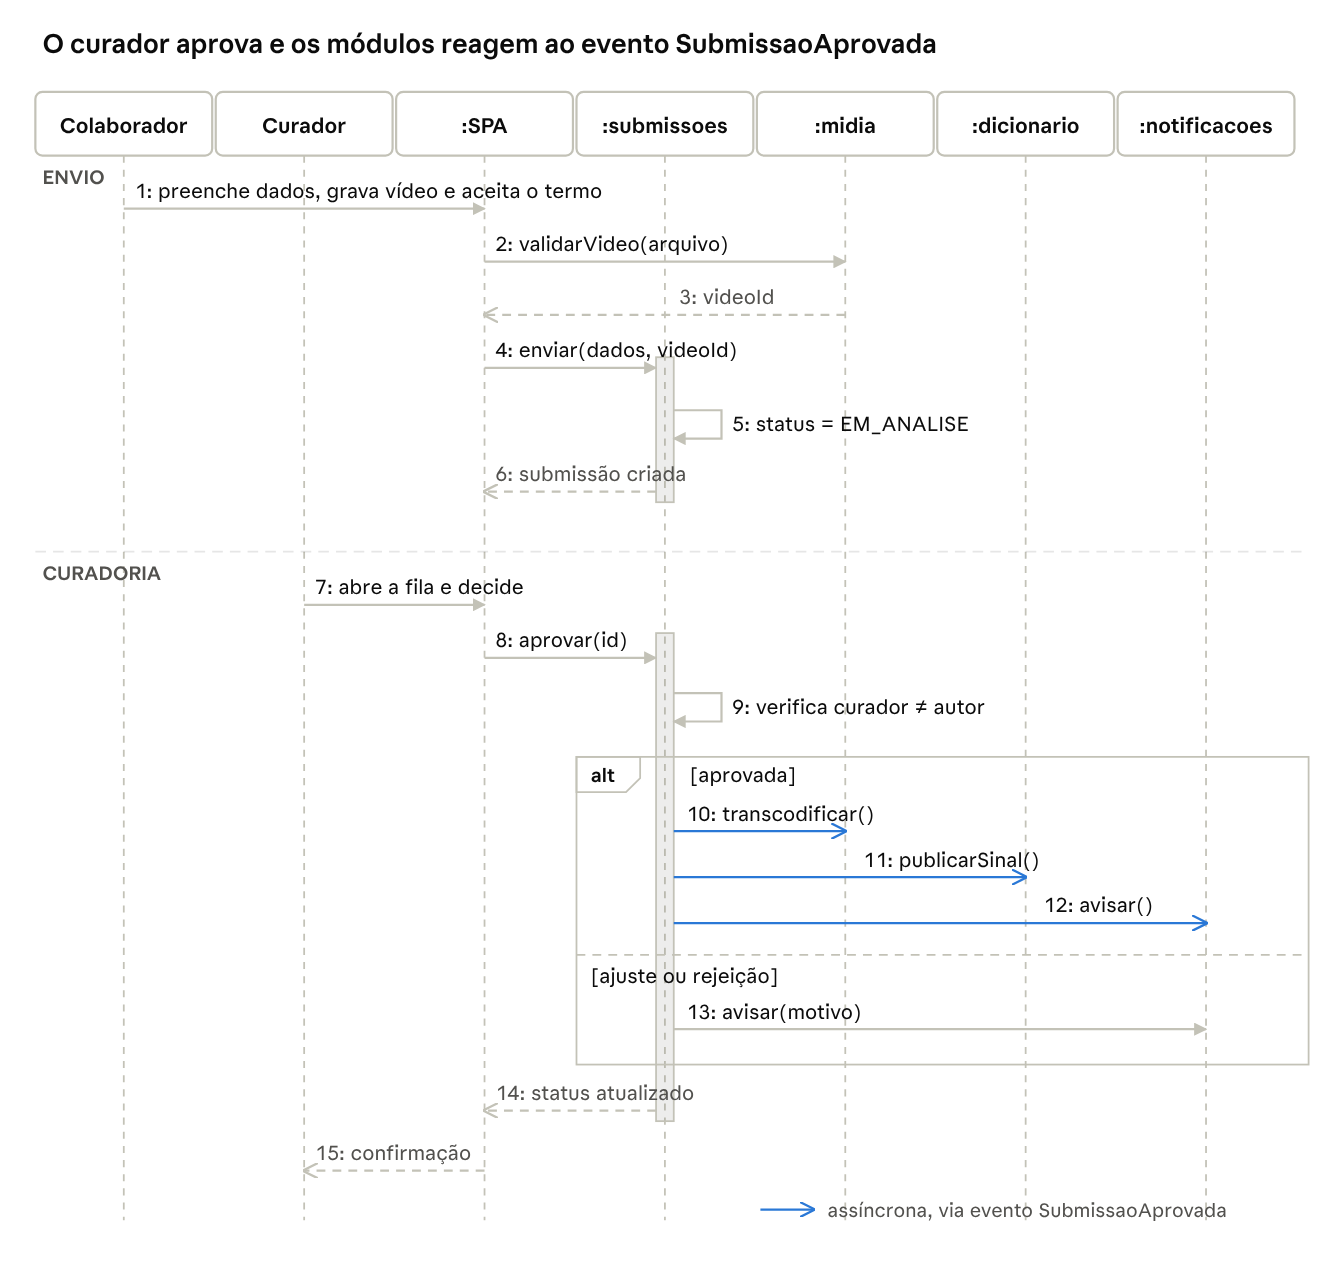 O curador aprova e os módulos reagem ao evento SubmissaoAprovada
Colaborador
Curador
:SPA
:submissoes
:midia
:dicionario
:notificacoes
ENVIO
1: preenche dados, grava vídeo e aceita o termo
2: validarVideo(arquivo)
3: videoId
4: enviar(dados, videoId)
5: status = EM_ANALISE
6: submissão criada
CURADORIA
7: abre a fila e decide
8: aprovar(id)
9: verifica curador ≠ autor
alt
[aprovada]
10: transcodificar()
11: publicarSinal()
12: avisar()
[ajuste ou rejeição]
13: avisar(motivo)
14: status atualizado
15: confirmação
assíncrona, via evento SubmissaoAprovada